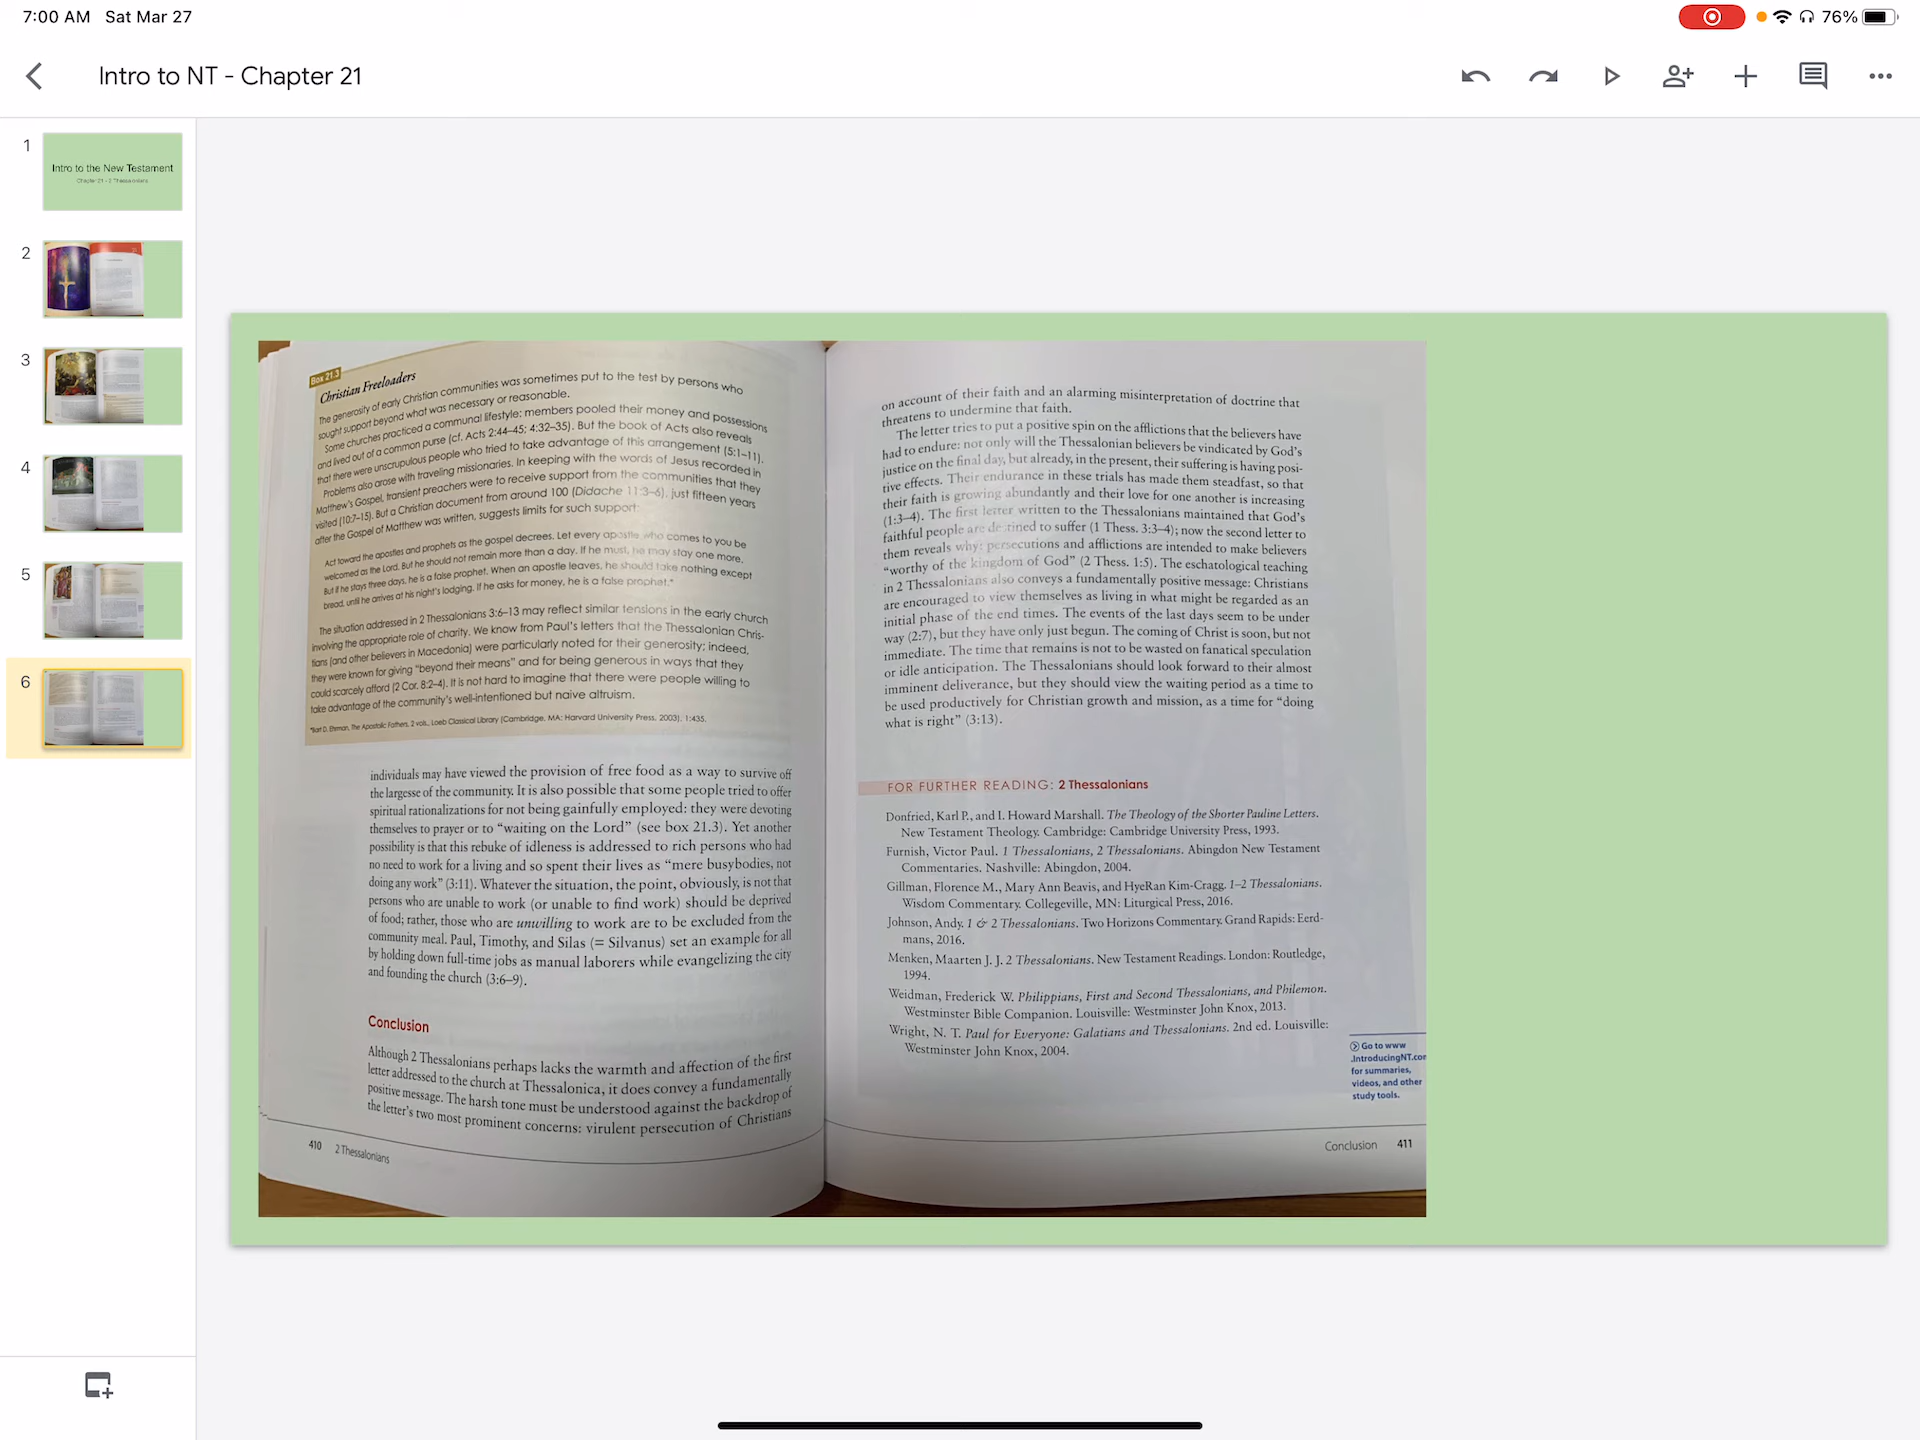 7:00 AM Sat Mar 27
76%
Intro to NT - Chapter 21
1
Intro to the New Testament
Chapter 21 - 2 Thessalonians
2
3
4
5
6
Box 21.3
Christian Freeloaders
The generosity of early Christian communities was sometimes put to the test by persons who
sought support beyond what was necessary or reasonable.
Some churches practiced a communal lifestyle: members pooled their money and possessions
and lived out of a common purse (cf. Acts 2:44–45; 4:32–35). But the book of Acts also reveals
that there were unscrupulous people who tried to take advantage of this arrangement (5:1–11).
Problems also arose with traveling missionaries. In keeping with the words of Jesus recorded in
Matthew's Gospel, transient preachers were to receive support from the communities that they
visited (10:7–15). But a Christian document from around 100 (Didache 11:3–6), just fifteen years
after the Gospel of Matthew was written, suggests limits for such support:
Act toward the apostles and prophets as the gospel decrees. Let every apostle who comes to you be
welcomed as the Lord. But he should not remain more than a day. If he must, he may stay one more.
But if he stays three days, he is a false prophet. When an apostle leaves, he should take nothing except
bread, until he arrives at his night's lodging. If he asks for money, he is a false prophet.*
The situation addressed in 2 Thessalonians 3:6–13 may reflect similar tensions in the early church
involving the appropriate role of charity. We know from Paul's letters that the Thessalonian Chris-
tians (and other believers in Macedonia) were particularly noted for their generosity; indeed,
they were known for giving "beyond their means" and for being generous in ways that they
could scarcely afford (2 Cor. 8:2–4). It is not hard to imagine that there were people willing to
take advantage of the community's well-intentioned but naive altruism.
*Bart D. Ehrman, The Apostolic Fathers, 2 vols., Loeb Classical Library (Cambridge, MA: Harvard University Press, 2003), 1:435.
individuals may have viewed the provision of free food as a way to survive off
the largesse of the community. It is also possible that some people tried to offer
spiritual rationalizations for not being gainfully employed: they were devoting
themselves to prayer or to "waiting on the Lord" (see box 21.3). Yet another
possibility is that this rebuke of idleness is addressed to rich persons who had
no need to work for a living and so spent their lives as "mere busybodies, not
doing any work" (3:11). Whatever the situation, the point, obviously, is not that
persons who are unable to work (or unable to find work) should be deprived
of food; rather, those who are unwilling to work are to be excluded from the
community meal. Paul, Timothy, and Silas (= Silvanus) set an example for all
by holding down full-time jobs as manual laborers while evangelizing the city
and founding the church (3:6–9).
Conclusion
Although 2 Thessalonians perhaps lacks the warmth and affection of the first
letter addressed to the church at Thessalonica, it does convey a fundamentally
positive message. The harsh tone must be understood against the backdrop of
the letter's two most prominent concerns: virulent persecution of Christians
410 2 Thessalonians
on account of their faith and an alarming misinterpretation of doctrine that
threatens to undermine that faith.
The letter tries to put a positive spin on the afflictions that the believers have
had to endure: not only will the Thessalonian believers be vindicated by God's
justice on the final day, but already, in the present, their suffering is having posi-
tive effects. Their endurance in these trials has made them steadfast, so that
their faith is growing abundantly and their love for one another is increasing
(1:3–4). The first letter written to the Thessalonians maintained that God's
faithful people are destined to suffer (1 Thess. 3:3–4); now the second letter to
them reveals why: persecutions and afflictions are intended to make believers
"worthy of the kingdom of God" (2 Thess. 1:5). The eschatological teaching
in 2 Thessalonians also conveys a fundamentally positive message: Christians
are encouraged to view themselves as living in what might be regarded as an
initial phase of the end times. The events of the last days seem to be under
way (2:7), but they have only just begun. The coming of Christ is soon, but not
immediate. The time that remains is not to be wasted on fanatical speculation
or idle anticipation. The Thessalonians should look forward to their almost
imminent deliverance, but they should view the waiting period as a time to
be used productively for Christian growth and mission, as a time for "doing
what is right" (3:13).
FOR FURTHER READING: 2 Thessalonians
Donfried, Karl P., and I. Howard Marshall. The Theology of the Shorter Pauline Letters.
New Testament Theology. Cambridge: Cambridge University Press, 1993.
Furnish, Victor Paul. 1 Thessalonians, 2 Thessalonians. Abingdon New Testament
Commentaries. Nashville: Abingdon, 2004.
Gillman, Florence M., Mary Ann Beavis, and HyeRan Kim-Cragg. 1–2 Thessalonians.
Wisdom Commentary. Collegeville, MN: Liturgical Press, 2016.
Johnson, Andy. 1 & 2 Thessalonians. Two Horizons Commentary. Grand Rapids: Eerd-
mans, 2016.
Menken, Maarten J. J. 2 Thessalonians. New Testament Readings. London: Routledge,
1994.
Weidman, Frederick W. Philippians, First and Second Thessalonians, and Philemon.
Westminster Bible Companion. Louisville: Westminster John Knox, 2013.
Wright, N. T. Paul for Everyone: Galatians and Thessalonians. 2nd ed. Louisville:
Westminster John Knox, 2004.
Go to www
.IntroducingNT.com
for summaries,
videos, and other
study tools.
Conclusion 411